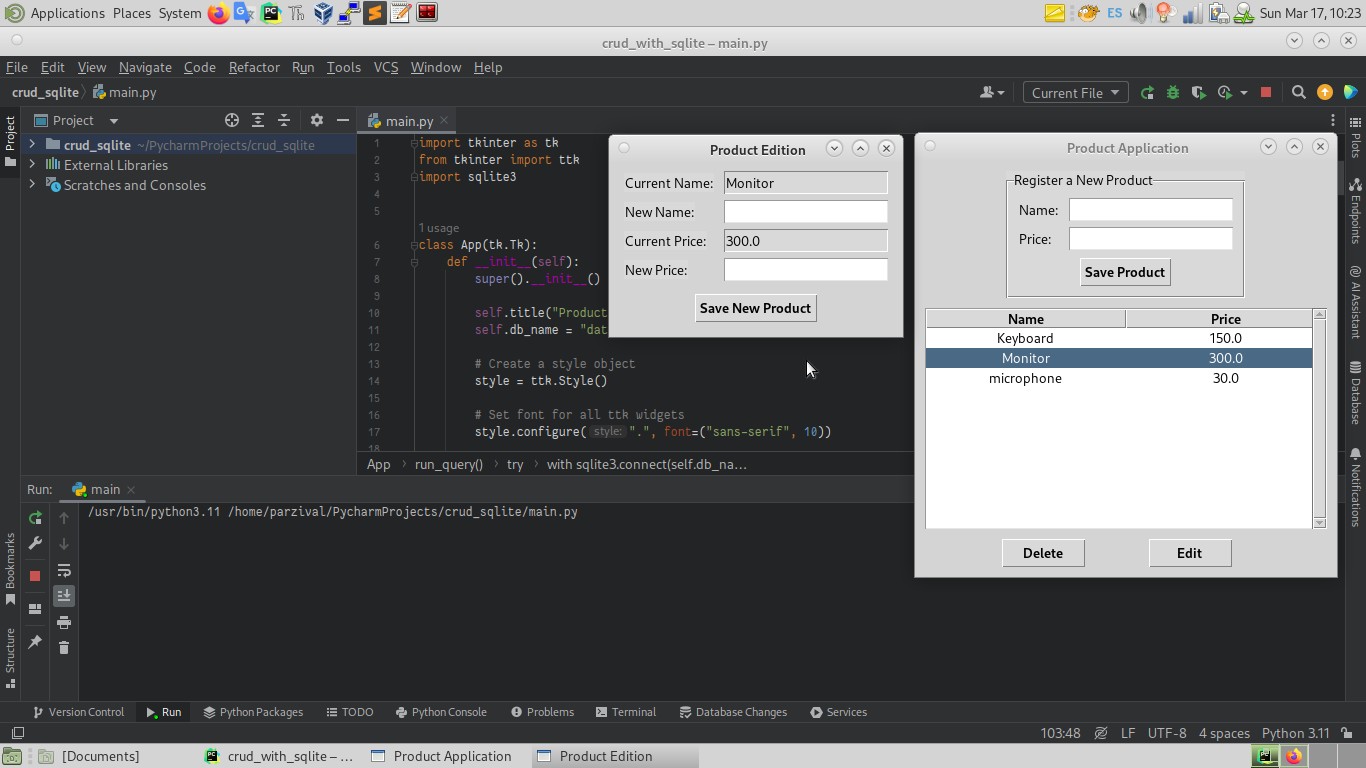 Applications Places System Th ES Sun Mar 17, 10:23
crud_with_sqlite – main.py
File Edit View Navigate Code Refactor Run Tools VCS Window Help
crud_sqlite main.py Current File
Project main.py
crud_sqlite ~/PycharmProjects/crud_sqlite
External Libraries
Scratches and Consoles
Project
Bookmarks
Structure
1 import tkinter as tk
2 from tkinter import ttk
3 import sqlite3
4
5
1 usage
6 class App(tk.Tk):
7 def __init__(self):
8 super().__init__()
9
10 self.title("Product
11 self.db_name = "dat
12
13 # Create a style object
14 style = ttk.Style()
15
16 # Set font for all ttk widgets
17 style.configure( style: ".", font=("sans-serif", 10))
18
App run_query() try with sqlite3.connect(self.db_na…
Product Edition
Current Name: Monitor
New Name:
Current Price: 300.0
New Price:
Save New Product
Product Application
Register a New Product
Name:
Price:
Save Product
Name Price
Keyboard 150.0
Monitor 300.0
microphone 30.0
Delete Edit
Plots
Endpoints
AI Assistant
Database
Notifications
Run: main
/usr/bin/python3.11 /home/parzival/PycharmProjects/crud_sqlite/main.py
Version Control Run Python Packages TODO Python Console Problems Terminal Database Changes Services
103:48 LF UTF-8 4 spaces Python 3.11
[Documents] crud_with_sqlite – … Product Application Product Edition